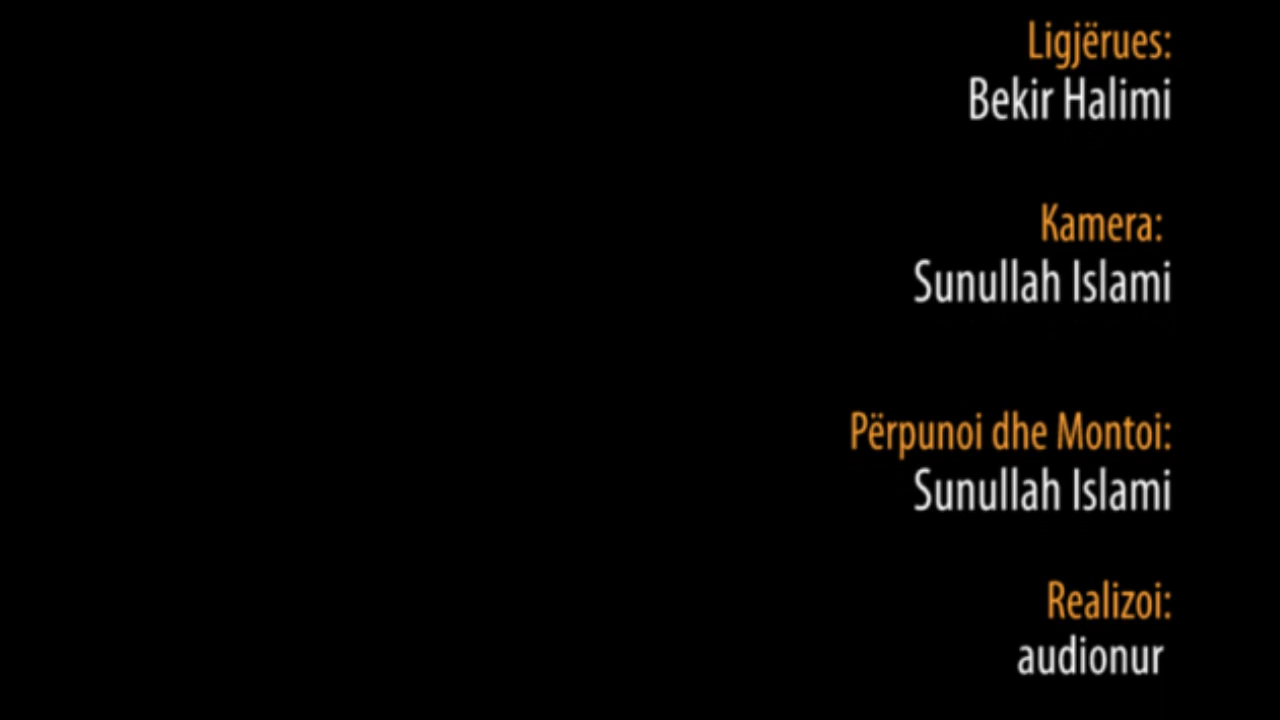 Ligjërues:
Bekir Halimi
Kamera:
Sunullah Islami
Përpunoi dhe Montoi:
Sunullah Islami
Realizoi:
audionur